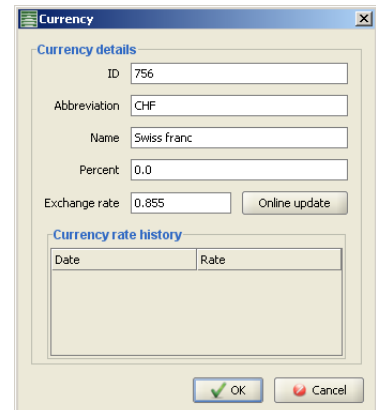 Currency
Currency details
ID 756
Abbreviation CHF
Name Swiss franc
Percent 0.0
Exchange rate 0.855 Online update
Currency rate history
Date Rate
OK Cancel